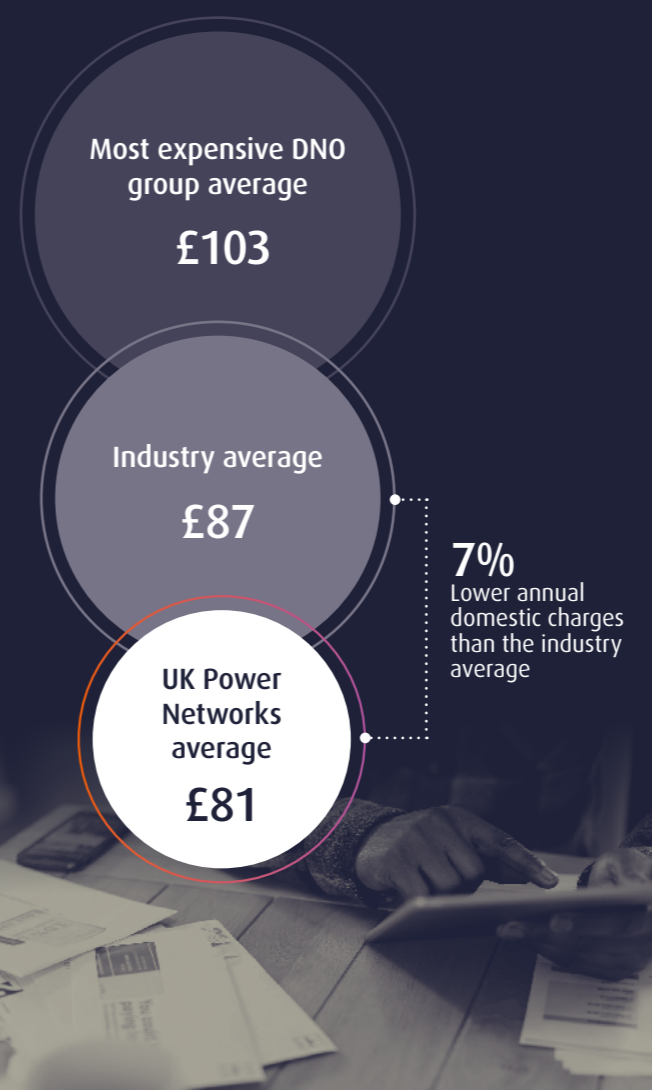 Most expensive DNO
group average
£103
Industry average
£87
7%
Lower annual
domestic charges
than the industry
average
UK Power
Networks
average
£81